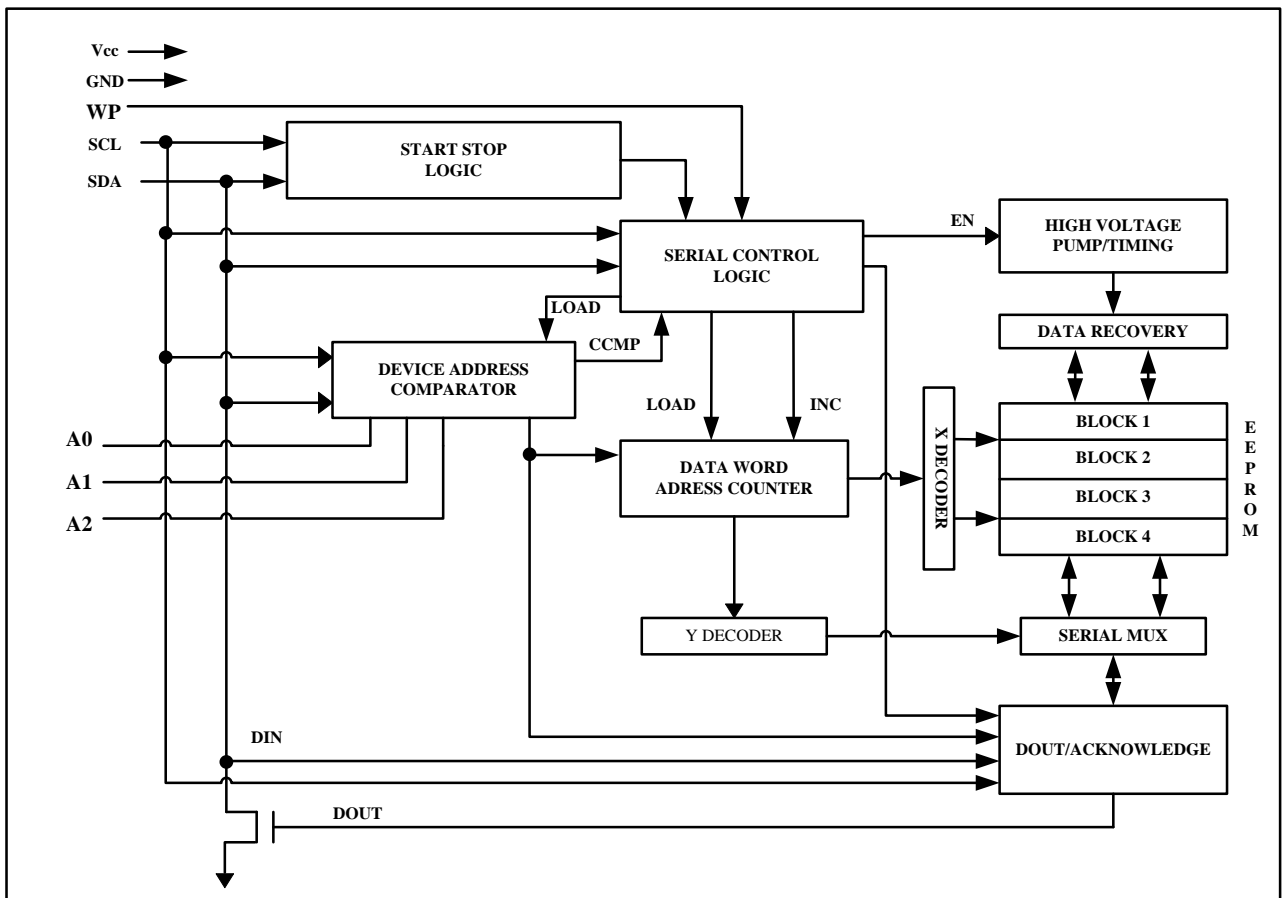 Vcc
GND
WP
SCL
SDA
START STOP
LOGIC
SERIAL CONTROL
LOGIC
EN
HIGH VOLTAGE
PUMP/TIMING
LOAD
CCMP
DATA RECOVERY
DEVICE ADDRESS
COMPARATOR
LOAD
INC
A0
A1
A2
DATA WORD
ADRESS COUNTER
X DECODER
BLOCK 1
BLOCK 2
BLOCK 3
BLOCK 4
EEPROM
Y DECODER
SERIAL MUX
DIN
DOUT/ACKNOWLEDGE
DOUT